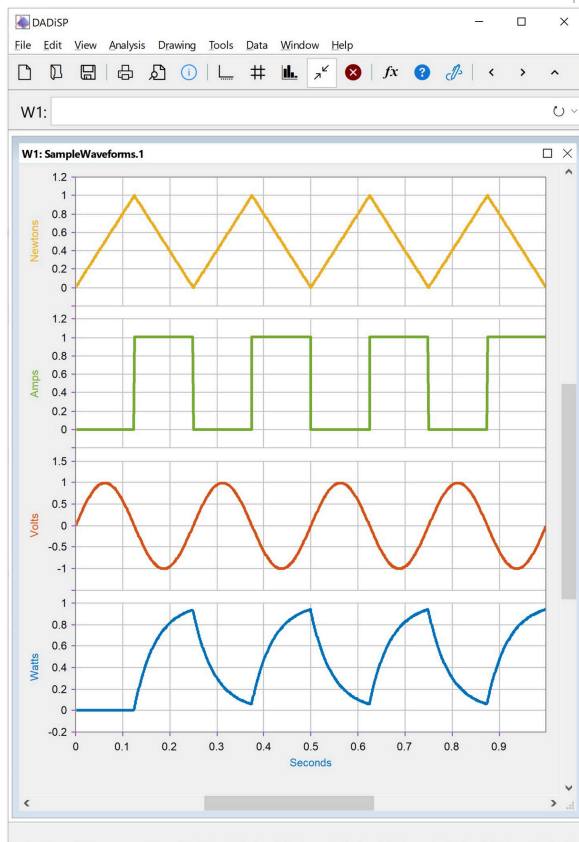 DADiSP
File Edit View Analysis Drawing Tools Data Window Help
fx
W1:
W1: SampleWaveforms.1
1.2
1
0.8
0.6
0.4
0.2
0
Newtons
1.2
1
0.8
0.6
0.4
0.2
0
Amps
1.5
1
0.5
0
-0.5
-1
Volts
1
0.8
0.6
0.4
0.2
0
-0.2
Watts
0 0.1 0.2 0.3 0.4 0.5 0.6 0.7 0.8 0.9
Seconds